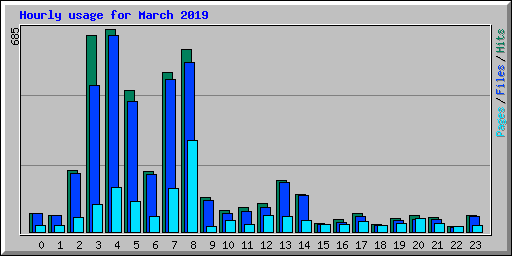 Hourly usage for March 2019
685
Pages / Files / Hits
0 1 2 3 4 5 6 7 8 9 10 11 12 13 14 15 16 17 18 19 20 21 22 23